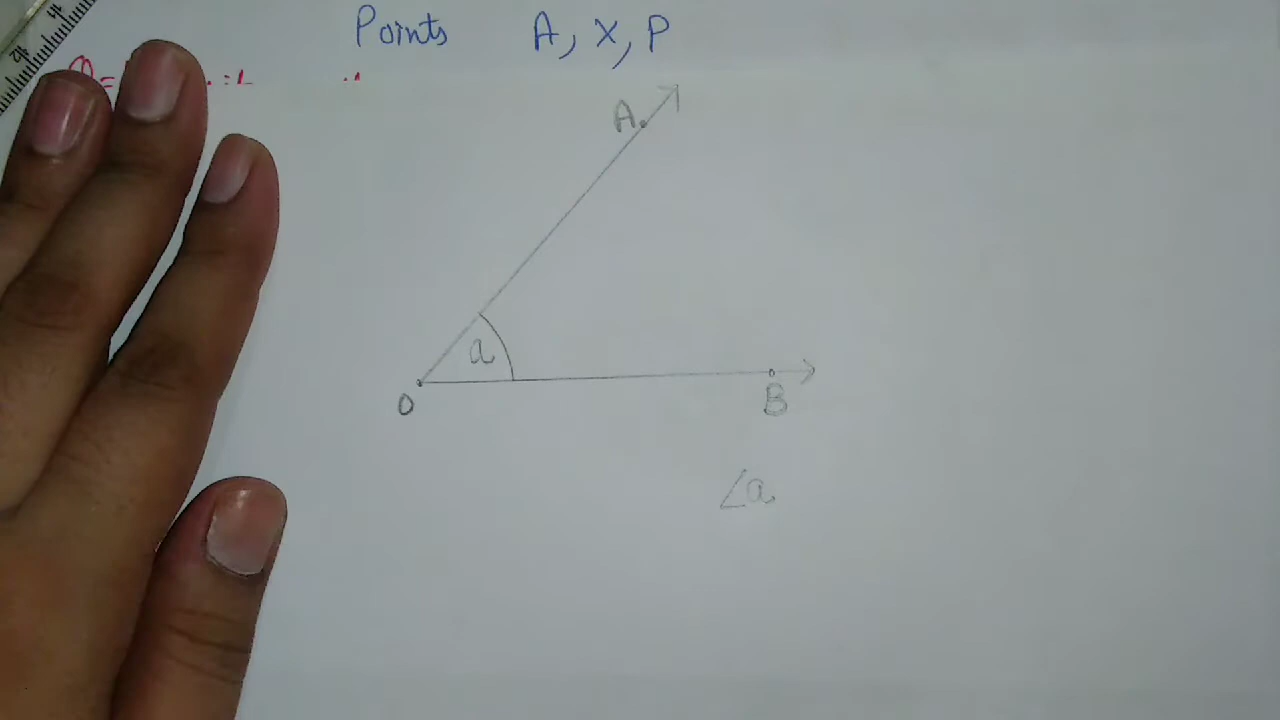 Points A, X, P
A
a
O
B
∠a